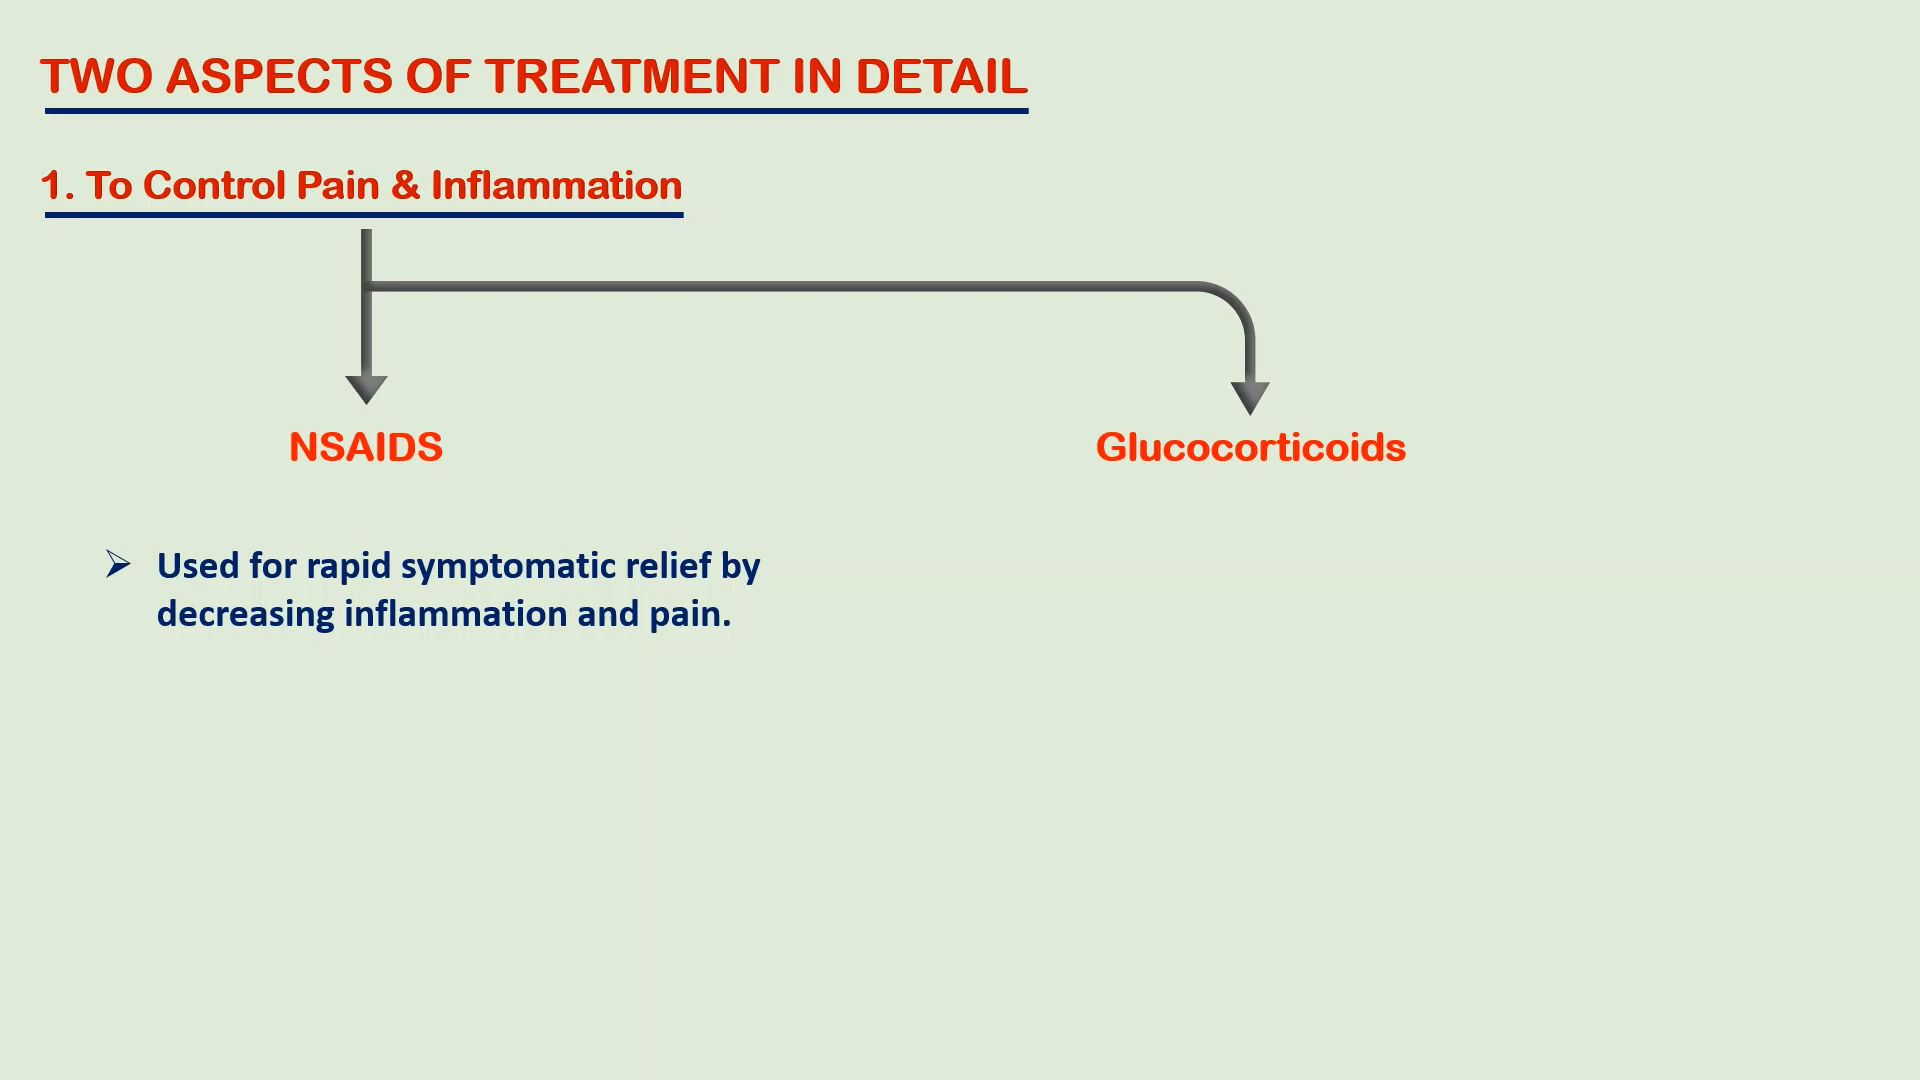 TWO ASPECTS OF TREATMENT IN DETAIL
1. To Control Pain & Inflammation
NSAIDS
Glucocorticoids
Used for rapid symptomatic relief by
decreasing inflammation and pain.